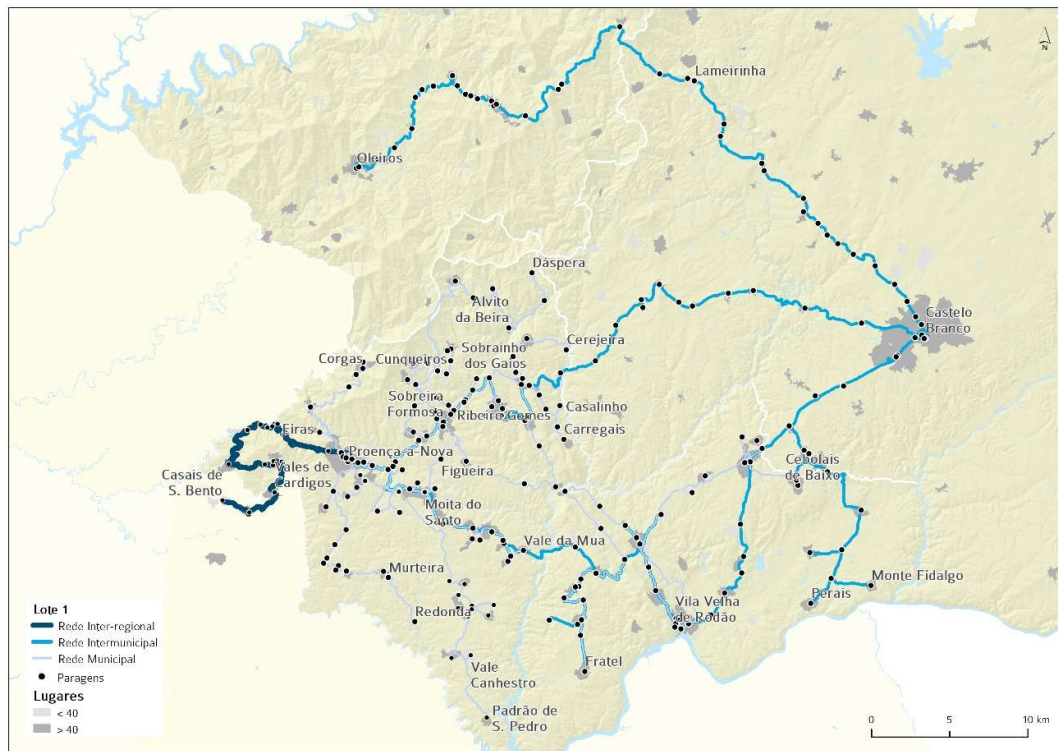 N
Lameirinha
Oleiros
Dáspera
Alvito
da Beira
Castelo
Branco
Cerejeira
Sobrainho
dos Gaios
Corgas
Cunqueiros
Sobreira
Formosa
Casalinho
Ribeiro Gomes
Carregais
Eiras
Proença-a-Nova
Cebolais
de Baixo
Figueira
Casais de
S. Bento
Vales de
Cardigos
Moita do
Santo
Vale da Mua
Murteira
Monte Fidalgo
Perais
Redonda
Vila Velha
de Ródão
Fratel
Vale
Canhestro
Padrão de
S. Pedro
Lote 1
Rede Inter-regional
Rede Intermunicipal
Rede Municipal
Paragens
Lugares
< 40
> 40
0 5 10 km